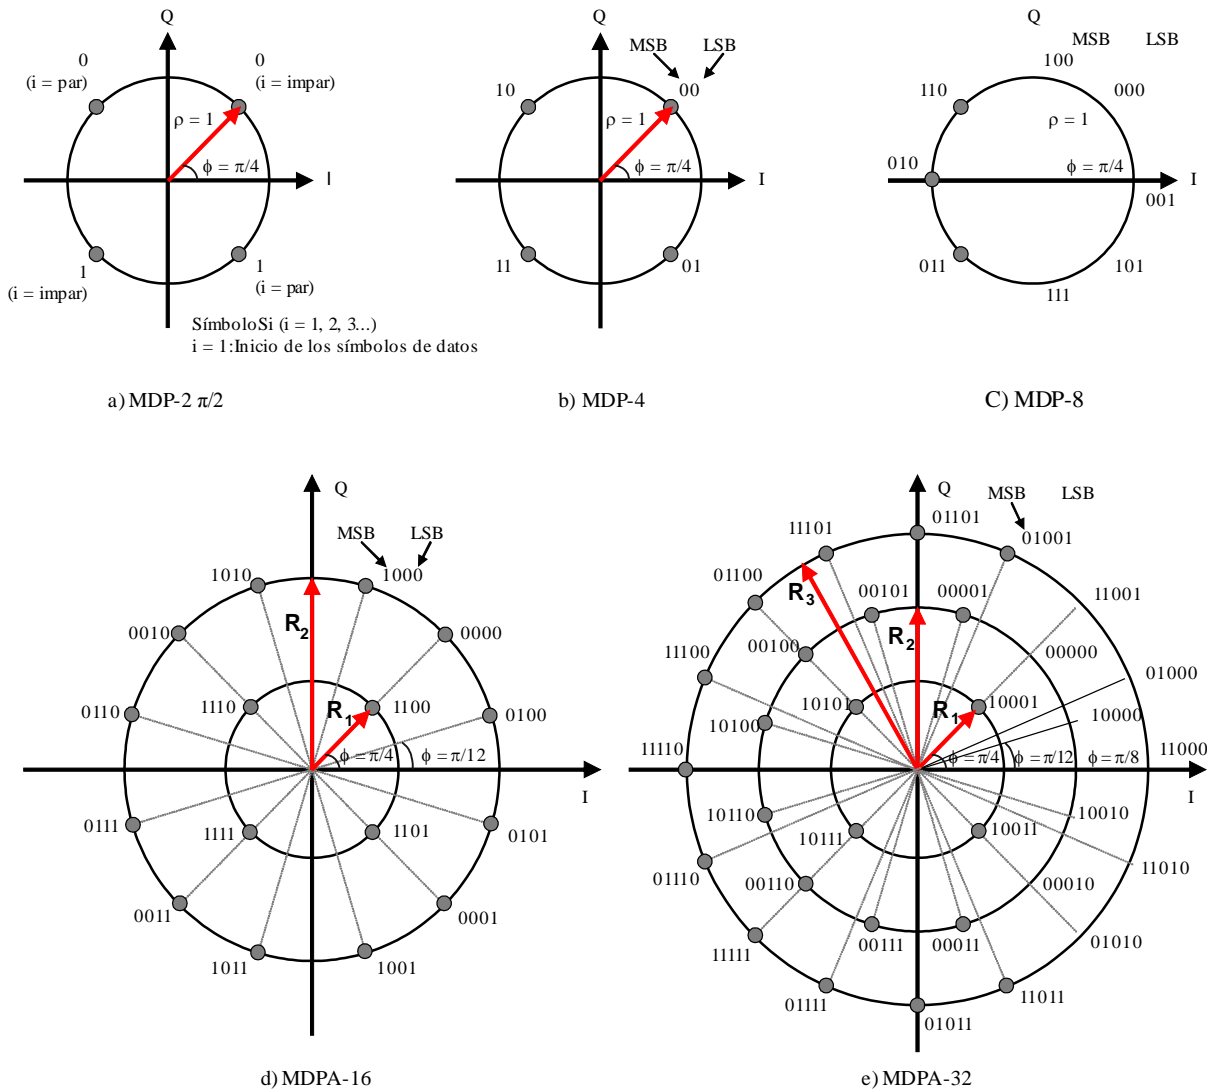 Q
0
(i = par)
0
(i = impar)
ρ = 1
ϕ = π/4
I
1
(i = impar)
1
(i = par)
SímboloSi (i = 1, 2, 3...)
i = 1:Inicio de los símbolos de datos
a) MDP-2 π/2
Q
MSB LSB
10
00
ρ = 1
ϕ = π/4
I
11
01
b) MDP-4
Q
MSB LSB
100
110
000
ρ = 1
010
ϕ = π/4
I
001
011
101
111
C) MDP-8
Q
MSB LSB
1010
1000
0010
R2
0000
1110
R1
1100
0110
0100
ϕ = π/4
ϕ = π/12
I
0111
1111
1101
0101
0011
0001
1011
1001
d) MDPA-16
Q
MSB LSB
11101
01101
01001
01100
R3
00101
00001
11001
00100
R2
00000
11100
01000
10101
R1
10001
10100
10000
11110
ϕ = π/4
ϕ = π/12
ϕ = π/8
11000
I
10110
10111
10011
10010
01110
11010
00110
00010
11111
00111
00011
01010
01111
11011
01011
e) MDPA-32